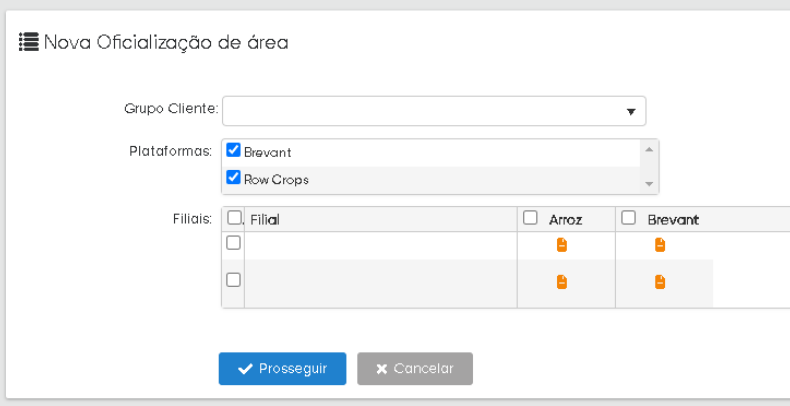 Nova Oficialização de área
Grupo Cliente:
Plataformas: Brevant
Row Crops
Filiais: Filial Arroz Brevant
Prosseguir Cancelar